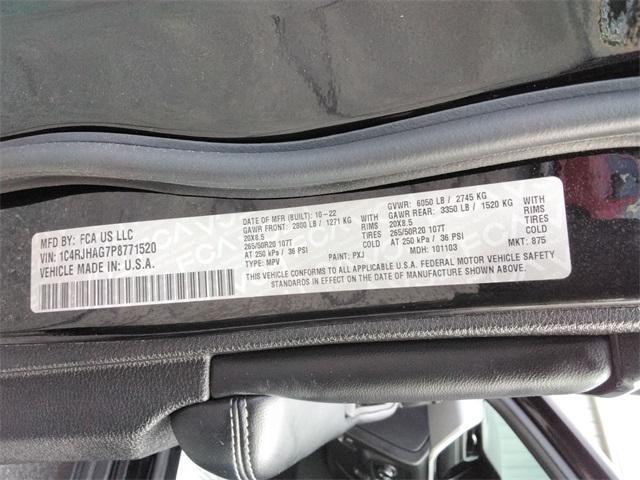 MFD BY: FCA US LLC
VIN: 1C4RJHAG7P8771520
VEHICLE MADE IN: U.S.A.
DATE OF MFR (BUILT): 10-22
GAWR FRONT: 2800 LB / 1271 KG
20X8.5
265/50R20 107T
AT 250 kPa / 36 PSI
TYPE: MPV
RIMS
TIRES
COLD
PAINT: PXJ
GVWR: 6050 LB / 2745 KG
GAWR REAR: 3350 LB / 1520 KG
20X8.5
265/50R20 107T
AT 250 kPa / 36 PSI
MDH: 101103
RIMS
TIRES
COLD
MKT: 875
THIS VEHICLE CONFORMS TO ALL APPLICABLE U.S.A. FEDERAL MOTOR VEHICLE SAFETY
STANDARDS IN EFFECT ON THE DATE OF MANUFACTURE SHOWN ABOVE.